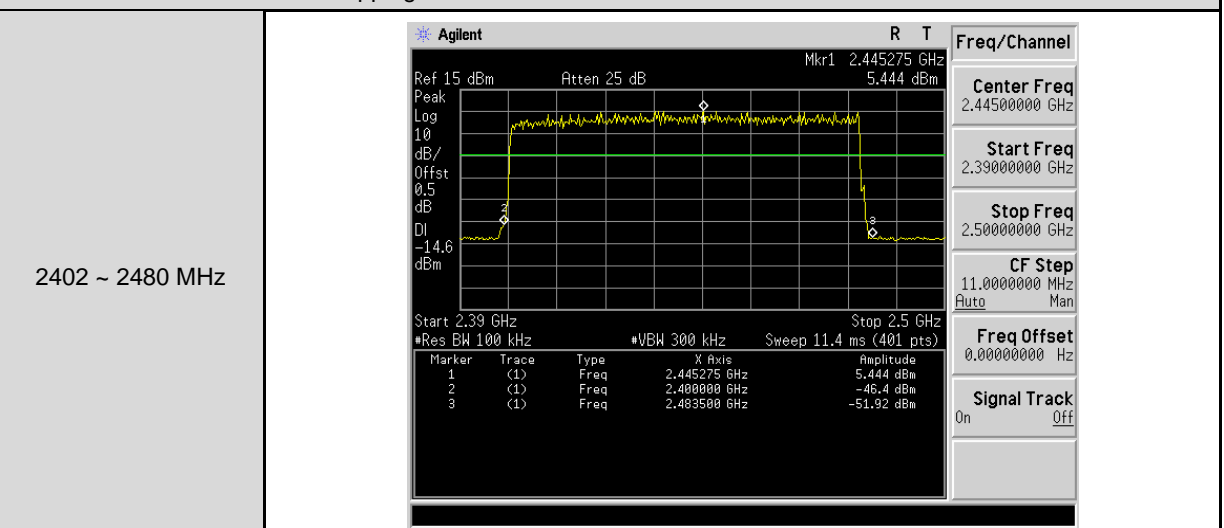 2402 ~ 2480 MHz
Agilent R T
Mkr1 2.445275 GHz
Ref 15 dBm Atten 25 dB 5.444 dBm
Peak
Log
10
dB/
Offst
0.5
dB
DI
-14.6
dBm
1
2
3
Start 2.39 GHz Stop 2.5 GHz
#Res BW 100 kHz #VBW 300 kHz Sweep 11.4 ms (401 pts)
Marker Trace Type X Axis Amplitude
1 (1) Freq 2.445275 GHz 5.444 dBm
2 (1) Freq 2.400000 GHz -46.4 dBm
3 (1) Freq 2.483500 GHz -51.92 dBm
Freq/Channel
Center Freq
2.44500000 GHz
Start Freq
2.39000000 GHz
Stop Freq
2.50000000 GHz
CF Step
11.0000000 MHz
Auto Man
Freq Offset
0.00000000 Hz
Signal Track
On Off